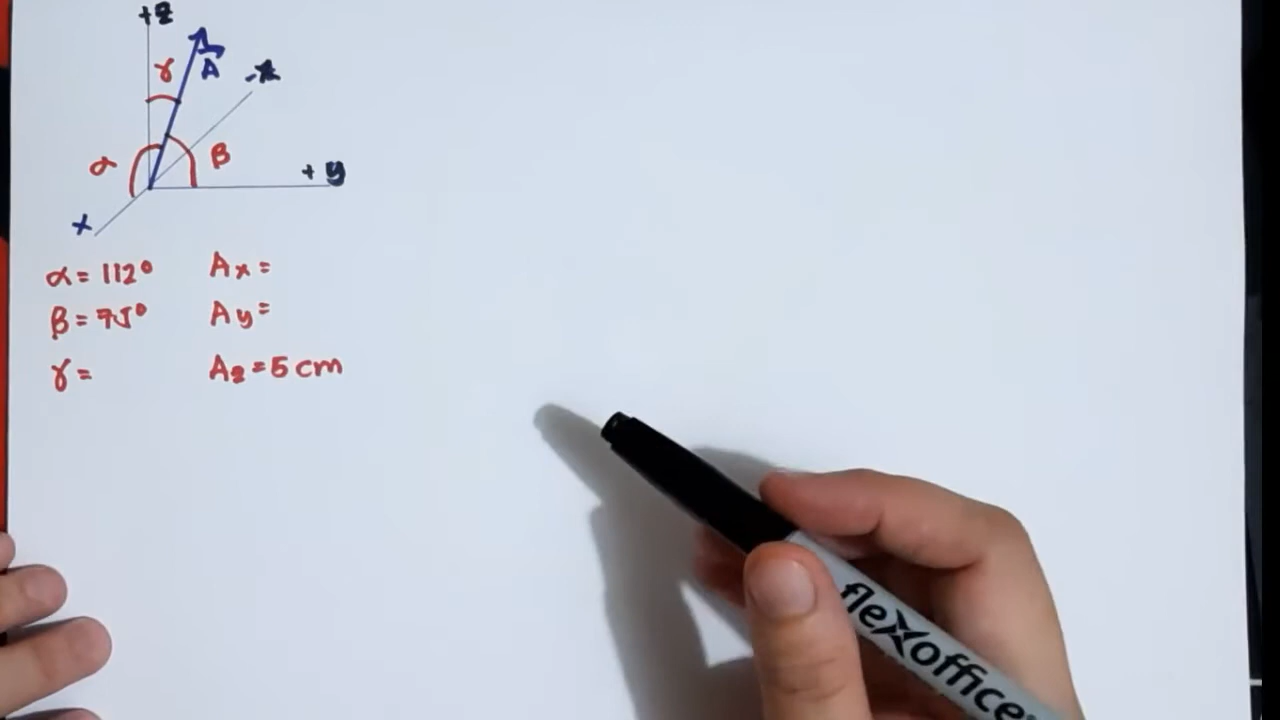 +z
γ
A
-x
α
β
+y
x
α = 112° Ax =
β = 75° Ay =
γ = Az = 5 cm
flexoffice